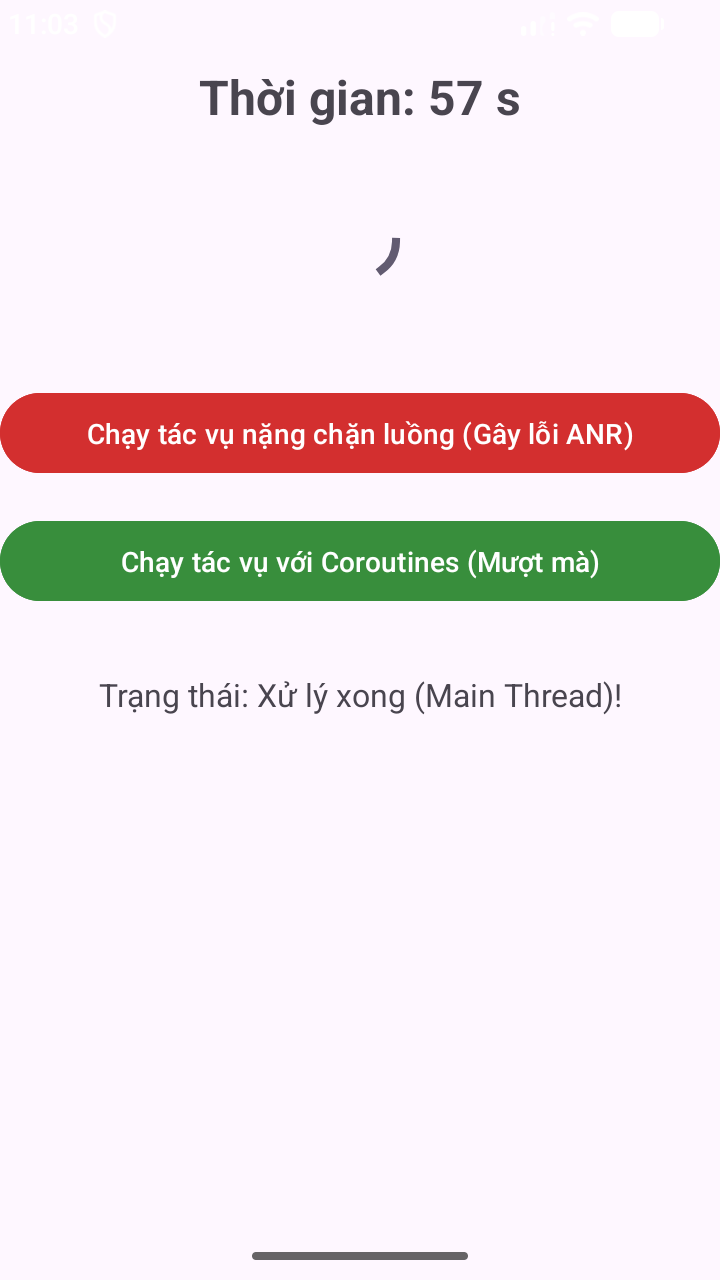 11:03
Thời gian: 57 s
Chạy tác vụ nặng chặn luồng (Gây lỗi ANR)
Chạy tác vụ với Coroutines (Mượt mà)
Trạng thái: Xử lý xong (Main Thread)!